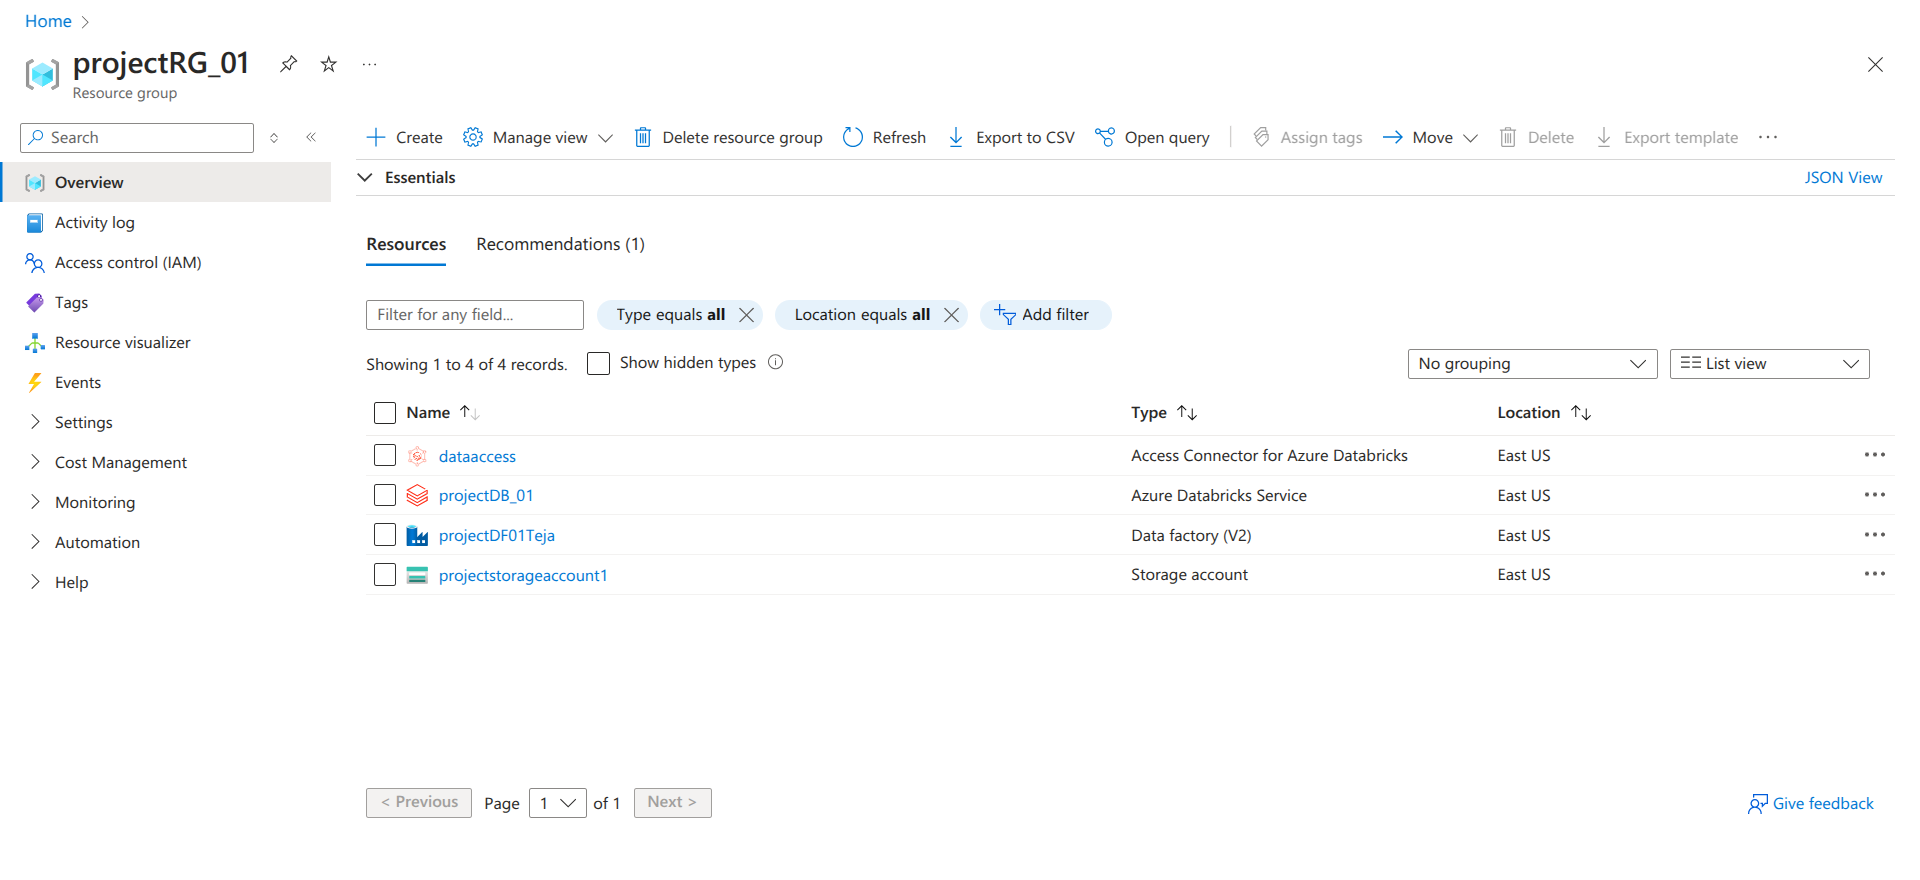 Home
projectRG_01
Resource group
Search
Overview
Activity log
Access control (IAM)
Tags
Resource visualizer
Events
Settings
Cost Management
Monitoring
Automation
Help
Create Manage view Delete resource group Refresh Export to CSV Open query Assign tags Move Delete Export template
Essentials JSON View
Resources Recommendations (1)
Filter for any field... Type equals all Location equals all Add filter
Showing 1 to 4 of 4 records. Show hidden types No grouping List view
Name Type Location
dataaccess Access Connector for Azure Databricks East US
projectDB_01 Azure Databricks Service East US
projectDF01Teja Data factory (V2) East US
projectstorageaccount1 Storage account East US
< Previous Page 1 of 1 Next > Give feedback